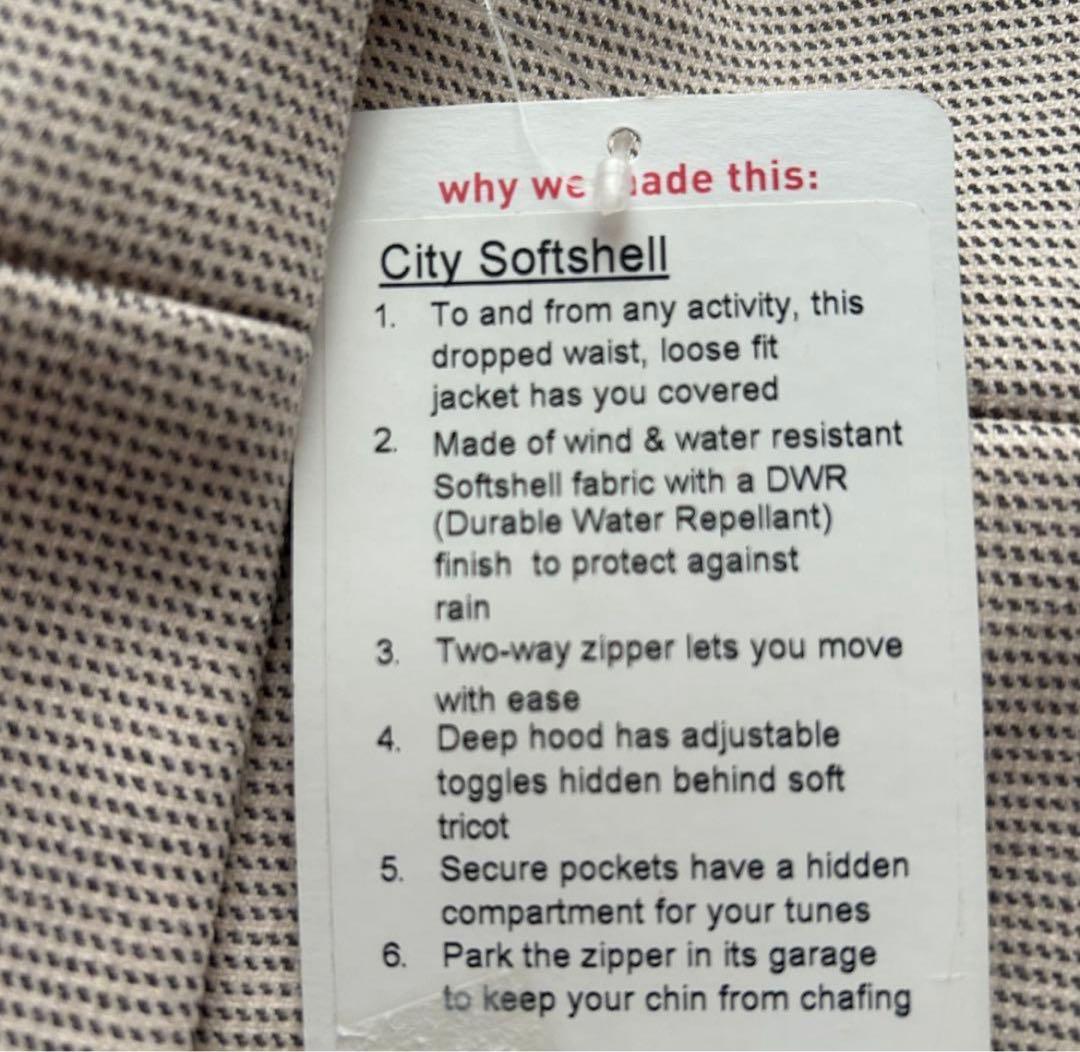 why we made this:
City Softshell
1. To and from any activity, this
dropped waist, loose fit
jacket has you covered
2. Made of wind & water resistant
Softshell fabric with a DWR
(Durable Water Repellant)
finish to protect against
rain
3. Two-way zipper lets you move
with ease
4. Deep hood has adjustable
toggles hidden behind soft
tricot
5. Secure pockets have a hidden
compartment for your tunes
6. Park the zipper in its garage
to keep your chin from chafing